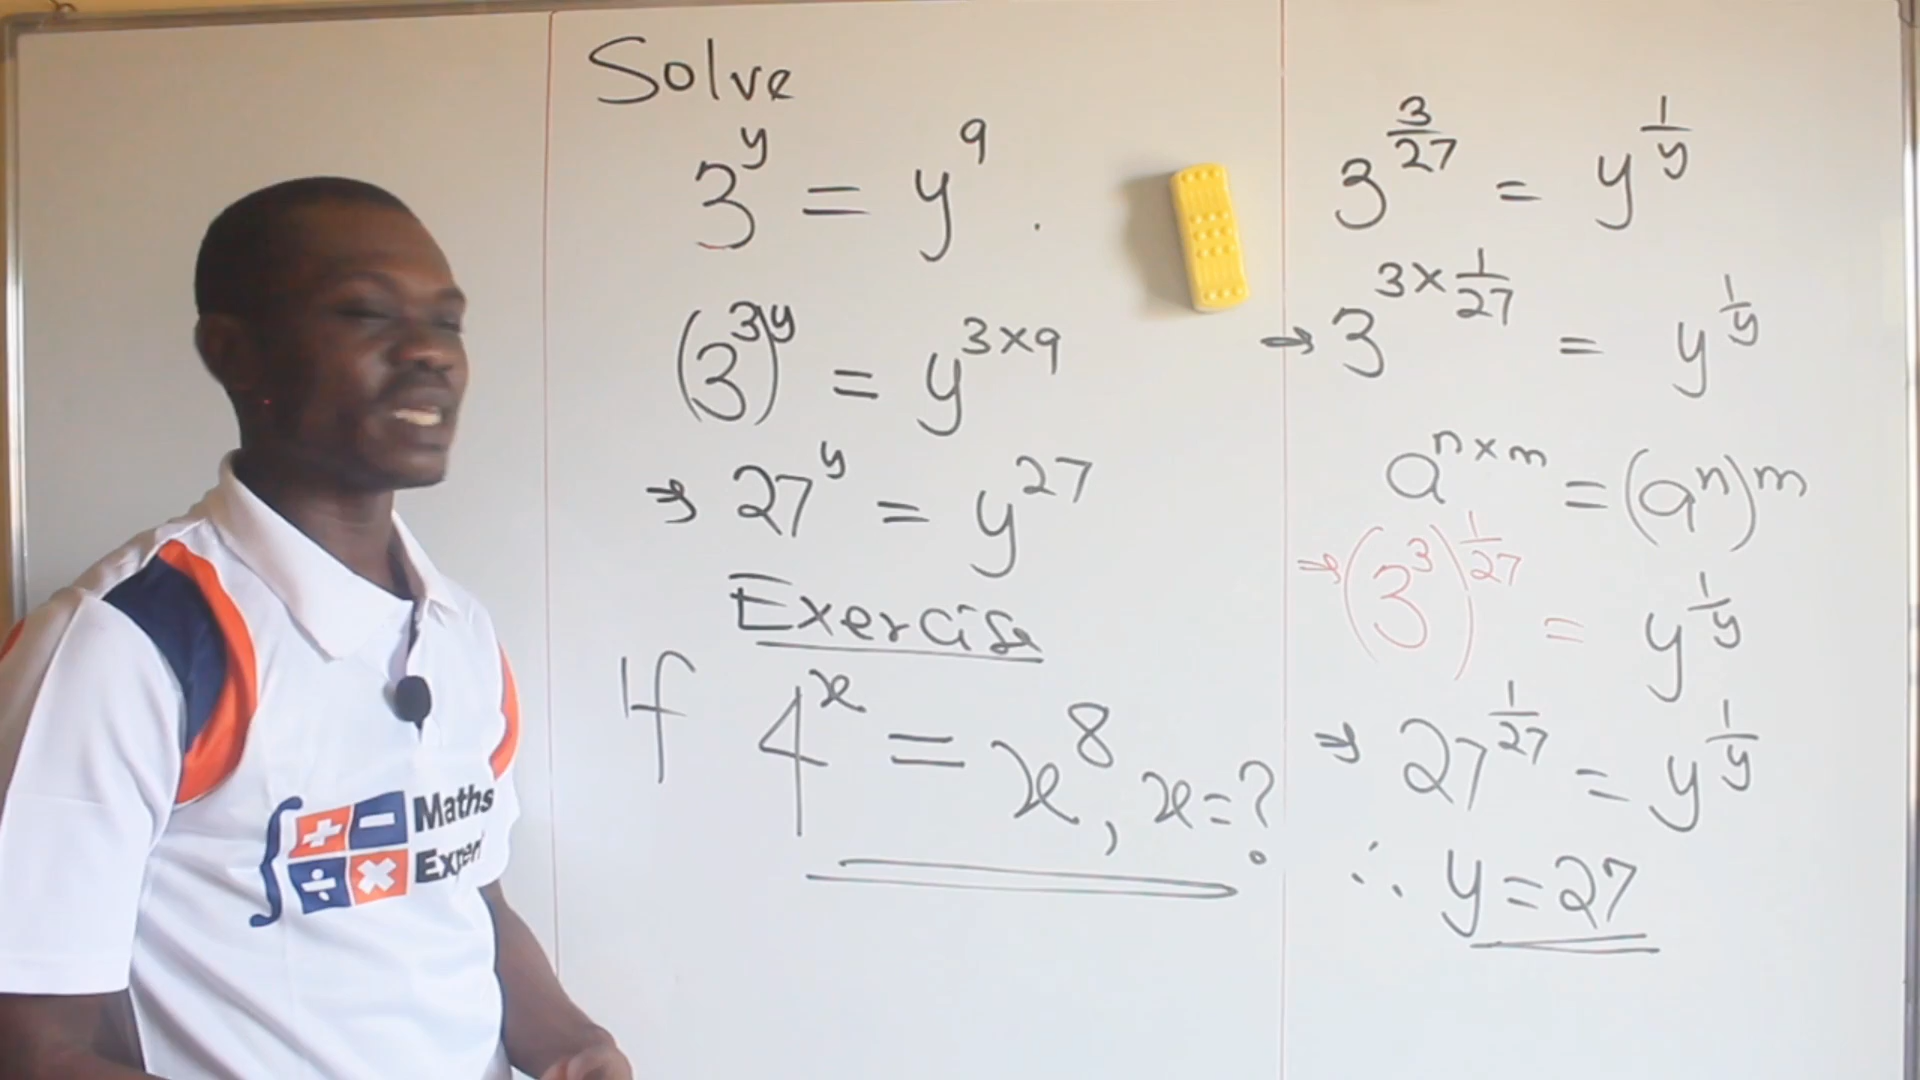 Solve
3^y = y^9 .
(3^3)^y = y^{3×9}
⇒ 27^y = y^{27}
Exercise
If 4^x = x^8, x=?
3^{3/27} = y^{1/y}
⇒ 3^{3×1/27} = y^{1/y}
a^{n×m} = (a^n)^m
⇒ (3^3)^{1/27} = y^{1/y}
⇒ 27^{1/27} = y^{1/y}
∴ y = 27
∫ + − Maths
÷ × Expert